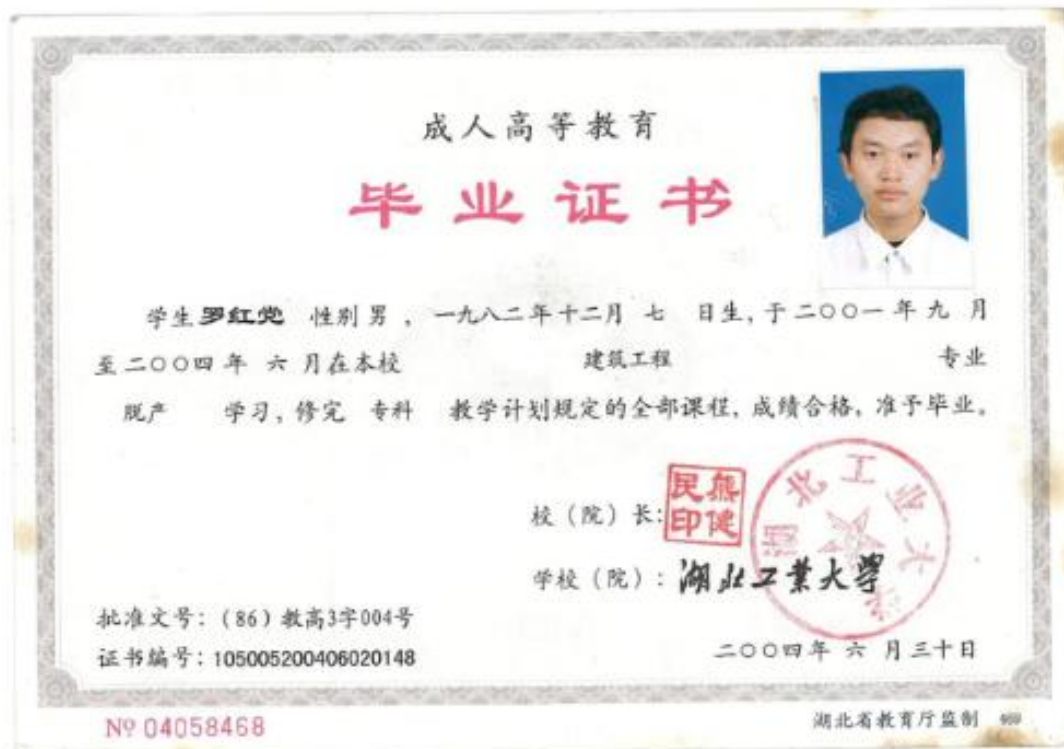 成人高等教育
毕业证书
学生 罗红党 性别 男 , 一九八二年十二月 七 日生, 于二〇〇一年 九 月
至二〇〇四年 六 月在本校 建筑工程 专业
脱产 学习, 修完 专科 教学计划规定的全部课程, 成绩合格, 准予毕业。
校(院)长: 熊健民印
湖北工业大学
学校(院): 湖北工业大学
批准文号: (86)教高3字004号
证书编号: 105005200406020148
二〇〇四年 六 月三十日
№ 04058468
湖北省教育厅监制